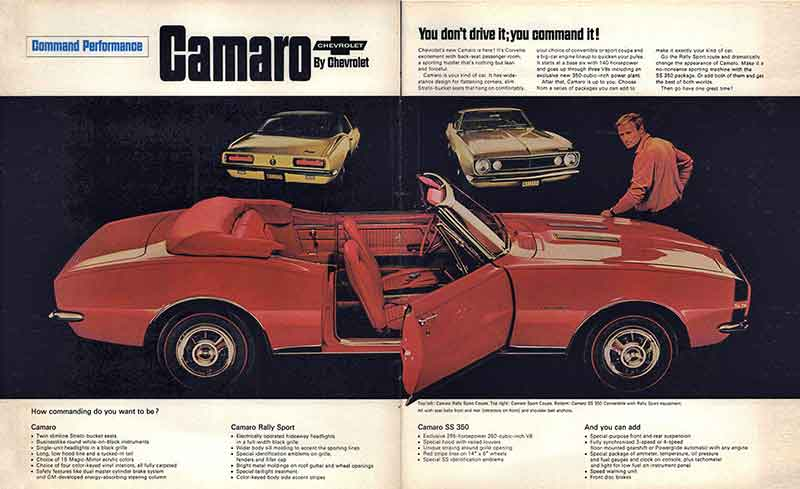 Command Performance
Camaro
CHEVROLET
By Chevrolet
You don't drive it; you command it!
Chevrolet's new Camaro is here! It's Corvette
excitement with back-seat passenger room,
a sporting master that's nothing but lean
and forceful.
Camaro is your kind of car. It has wide-
stance design for flattening corners, slim
Strato-bucket seats that hang on comfortably,
your choice of convertible or sport coupe and
a big-car engine lineup to quicken your pulse.
It starts at a base six with 140 horsepower
and goes up through three V8s including an
exclusive new 350-cubic-inch power plant.
After that, Camaro is up to you. Choose
from a series of packages you can add to
make it exactly your kind of car.
Go the Rally Sport route and dramatically
change the appearance of Camaro. Make it a
no-nonsense sporting machine with the
SS 350 package. Or add both of them and get
the best of both worlds.
Then go have one great time!
CAMARO
CAMARO
Top left: Camaro Rally Sport Coupe. Top right: Camaro Sport Coupe. Bottom: Camaro SS 350 Convertible with Rally Sport equipment.
All with seat belts front and rear (retractors on front) and shoulder belt anchors.
How commanding do you want to be?
Camaro
• Twin slimline Strato-bucket seats
• Businesslike round white-on-black instruments
• Single-unit headlights in a black grille
• Long, low hood line and a tucked-in tail
• Choice of 15 Magic-Mirror acrylic colors
• Choice of four color-keyed vinyl interiors, all fully carpeted
• Safety features like dual master cylinder brake system
and GM-developed energy-absorbing steering column
Camaro Rally Sport
• Electrically operated hideaway headlights
in a full-width black grille
• Wider body sill molding to accent the sporting lines
• Special identification emblems on grille,
fenders and filler cap
• Bright metal moldings on roof gutter and wheel openings
• Special taillight treatment
• Color-keyed body side accent stripes
Camaro SS 350
• Exclusive 295-horsepower 350-cubic-inch V8
• Special hood with raised louvers
• Unique striping around grille opening
• Red stripe tires on 14" x 6" wheels
• Special SS identification emblems
And you can add
• Special purpose front and rear suspension
• Fully synchronized 3-speed or 4-speed
floor mounted gearshift or Powerglide automatic with any engine
• Special package of ammeter, temperature, oil pressure
and fuel gauges and clock on console, plus tachometer
and light for low fuel on instrument panel
• Speed warning unit
• Front disc brakes